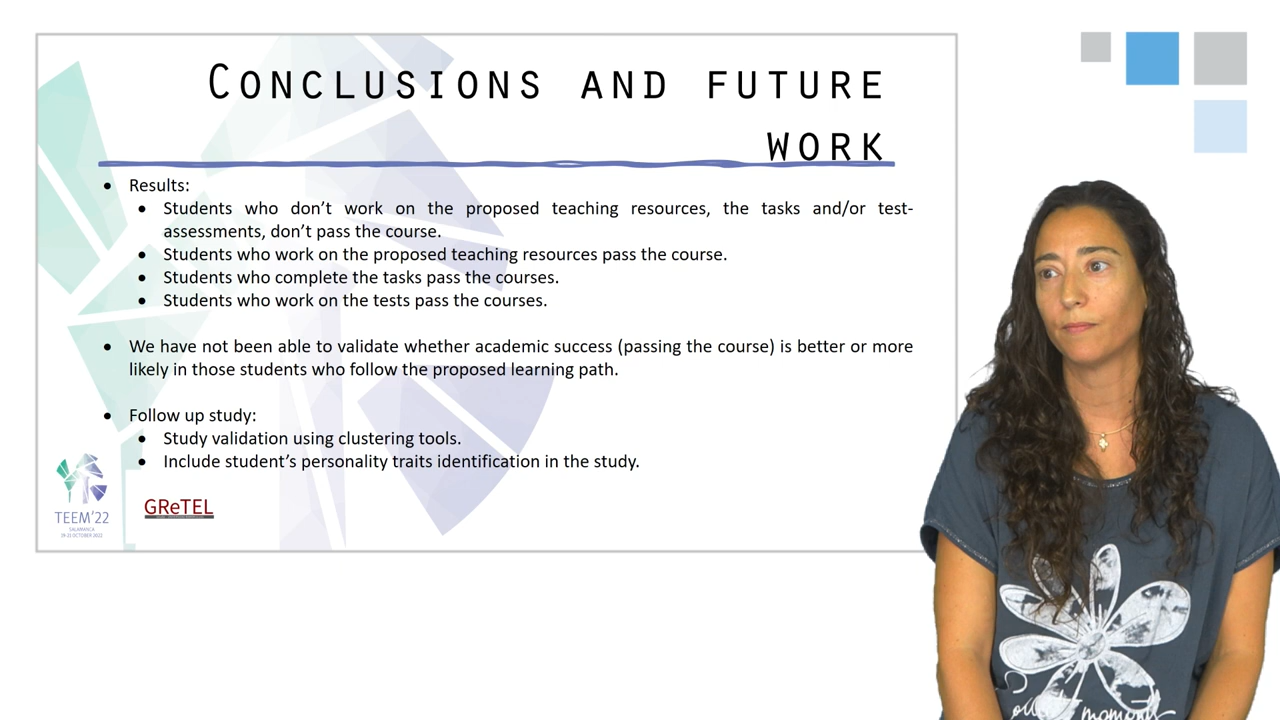 CONCLUSIONS AND FUTURE
WORK
• Results:
• Students who don't work on the proposed teaching resources, the tasks and/or test-
assessments, don't pass the course.
• Students who work on the proposed teaching resources pass the course.
• Students who complete the tasks pass the courses.
• Students who work on the tests pass the courses.
• We have not been able to validate whether academic success (passing the course) is better or more
likely in those students who follow the proposed learning path.
• Follow up study:
• Study validation using clustering tools.
• Include student's personality traits identification in the study.
TEEM'22
SALAMANCA
19-21 OCTOBER 2022
GReTEL